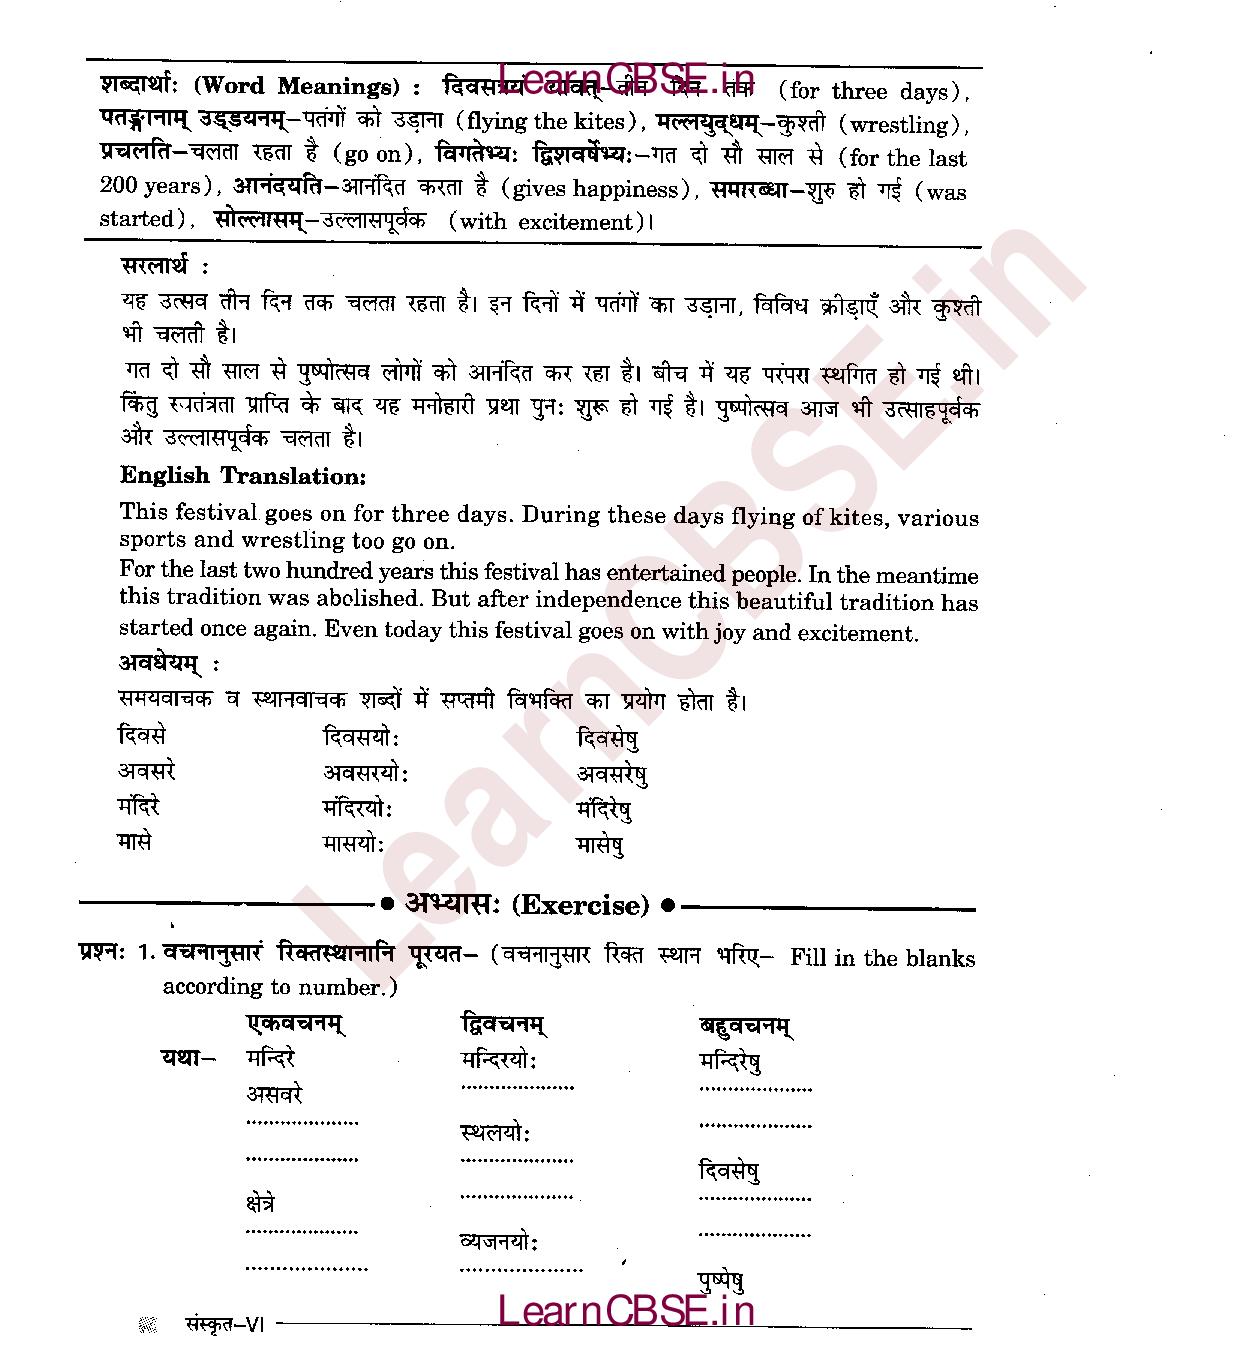 LearnCBSE.in
शब्दार्थाः (Word Meanings) : दिवसत्रयं यावत्–तीन दिन तक (for three days),
पतङ्गानाम् उड्डयनम्–पतंगों को उड़ाना (flying the kites), मल्लयुद्धम्–कुश्ती (wrestling),
प्रचलति–चलता रहता है (go on), विगतेभ्यः द्विशवर्षेभ्यः–गत दो सौ साल से (for the last
200 years), आनंदयति–आनंदित करता है (gives happiness), समारब्धा–शुरु हो गई (was
started), सोल्लासम्–उल्लासपूर्वक (with excitement)।
सरलार्थ :
यह उत्सव तीन दिन तक चलता रहता है। इन दिनों में पतंगों का उड़ाना, विविध क्रीड़ाएँ और कुश्ती
भी चलती है।
गत दो सौ साल से पुष्पोत्सव लोगों को आनंदित कर रहा है। बीच में यह परंपरा स्थगित हो गई थी।
किंतु स्वतंत्रता प्राप्ति के बाद यह मनोहारी प्रथा पुनः शुरू हो गई है। पुष्पोत्सव आज भी उत्साहपूर्वक
और उल्लासपूर्वक चलता है।
English Translation:
This festival goes on for three days. During these days flying of kites, various
sports and wrestling too go on.
For the last two hundred years this festival has entertained people. In the meantime
this tradition was abolished. But after independence this beautiful tradition has
started once again. Even today this festival goes on with joy and excitement.
अवधेयम् :
समयवाचक व स्थानवाचक शब्दों में सप्तमी विभक्ति का प्रयोग होता है।
दिवसे दिवसयोः दिवसेषु
अवसरे अवसरयोः अवसरेषु
मंदिरे मंदिरयोः मंदिरेषु
मासे मासयोः मासेषु
• अभ्यासः (Exercise) •
प्रश्नः 1. वचनानुसारं रिक्तस्थानानि पूरयत– (वचनानुसार रिक्त स्थान भरिए– Fill in the blanks
according to number.)
एकवचनम् द्विवचनम् बहुवचनम्
यथा– मन्दिरे मन्दिरयोः मन्दिरेषु
असवरे .................... ....................
.................... स्थलयोः ....................
.................... .................... दिवसेषु
क्षेत्रे .................... ....................
.................... व्यजनयोः ....................
.................... .................... पुष्पेषु
संस्कृत–VI
LearnCBSE.in
LearnCBSE.in